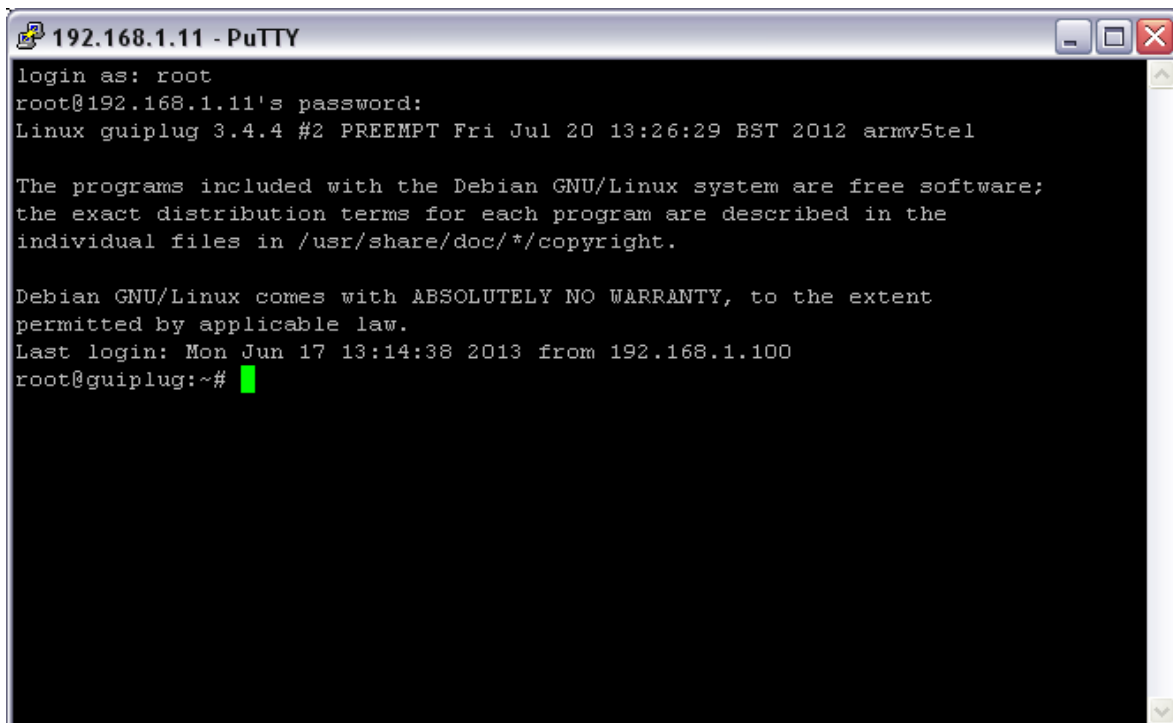 192.168.1.11 - PuTTY
login as: root
root@192.168.1.11's password:
Linux guiplug 3.4.4 #2 PREEMPT Fri Jul 20 13:26:29 BST 2012 armv5tel
The programs included with the Debian GNU/Linux system are free software;
the exact distribution terms for each program are described in the
individual files in /usr/share/doc/*/copyright.
Debian GNU/Linux comes with ABSOLUTELY NO WARRANTY, to the extent
permitted by applicable law.
Last login: Mon Jun 17 13:14:38 2013 from 192.168.1.100
root@guiplug:~#